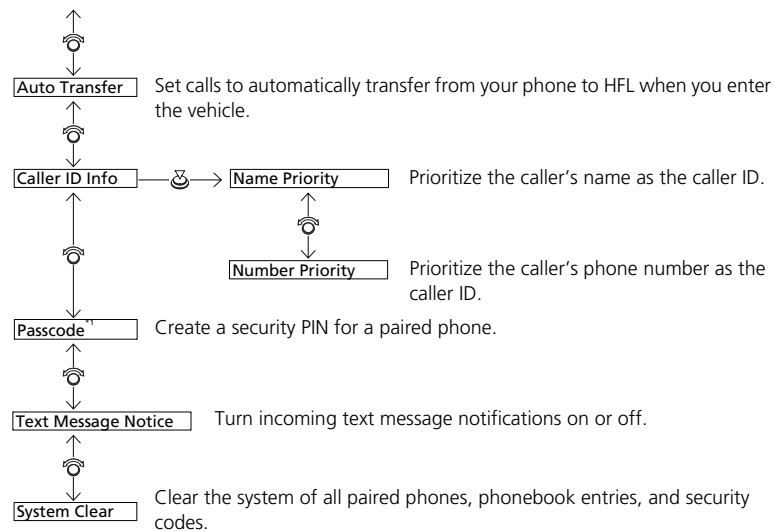 Auto Transfer
Set calls to automatically transfer from your phone to HFL when you enter
the vehicle.
Caller ID Info
Name Priority
Prioritize the caller's name as the caller ID.
Number Priority
Prioritize the caller's phone number as the
caller ID.
Passcode*1
Create a security PIN for a paired phone.
Text Message Notice
Turn incoming text message notifications on or off.
System Clear
Clear the system of all paired phones, phonebook entries, and security
codes.